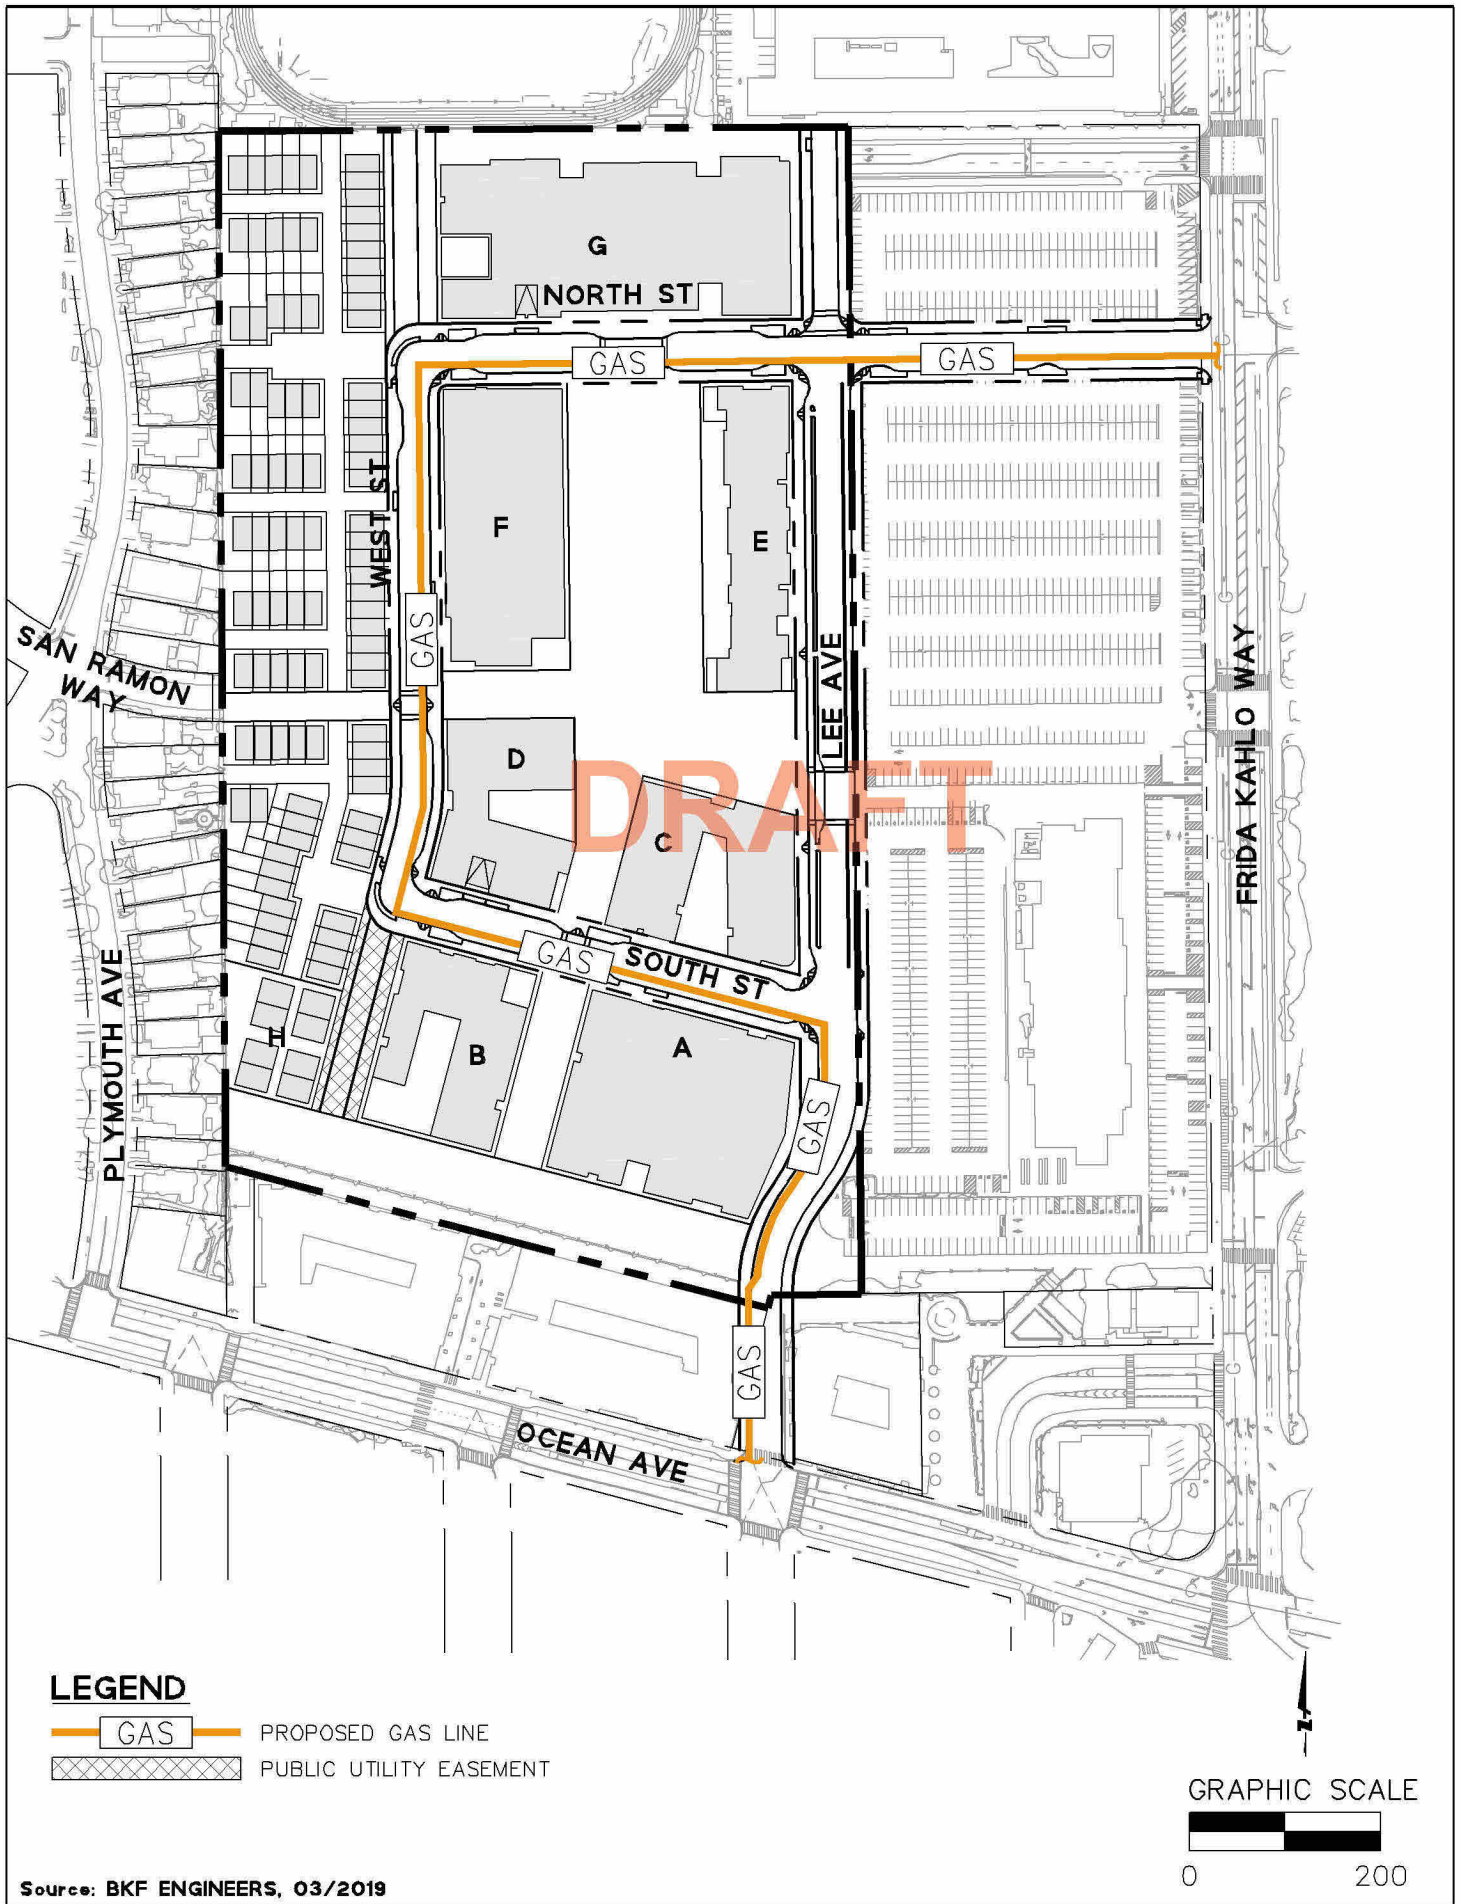 G
NORTH ST
GAS
GAS
WEST ST
F
E
GAS
SAN RAMON
WAY
LEE AVE
FRIDA KAHLO WAY
D
DRAFT
C
PLYMOUTH AVE
GAS
SOUTH ST
H
B
A
GAS
GAS
OCEAN AVE
LEGEND
GAS PROPOSED GAS LINE
PUBLIC UTILITY EASEMENT
N
GRAPHIC SCALE
0 200
Source: BKF ENGINEERS, 03/2019